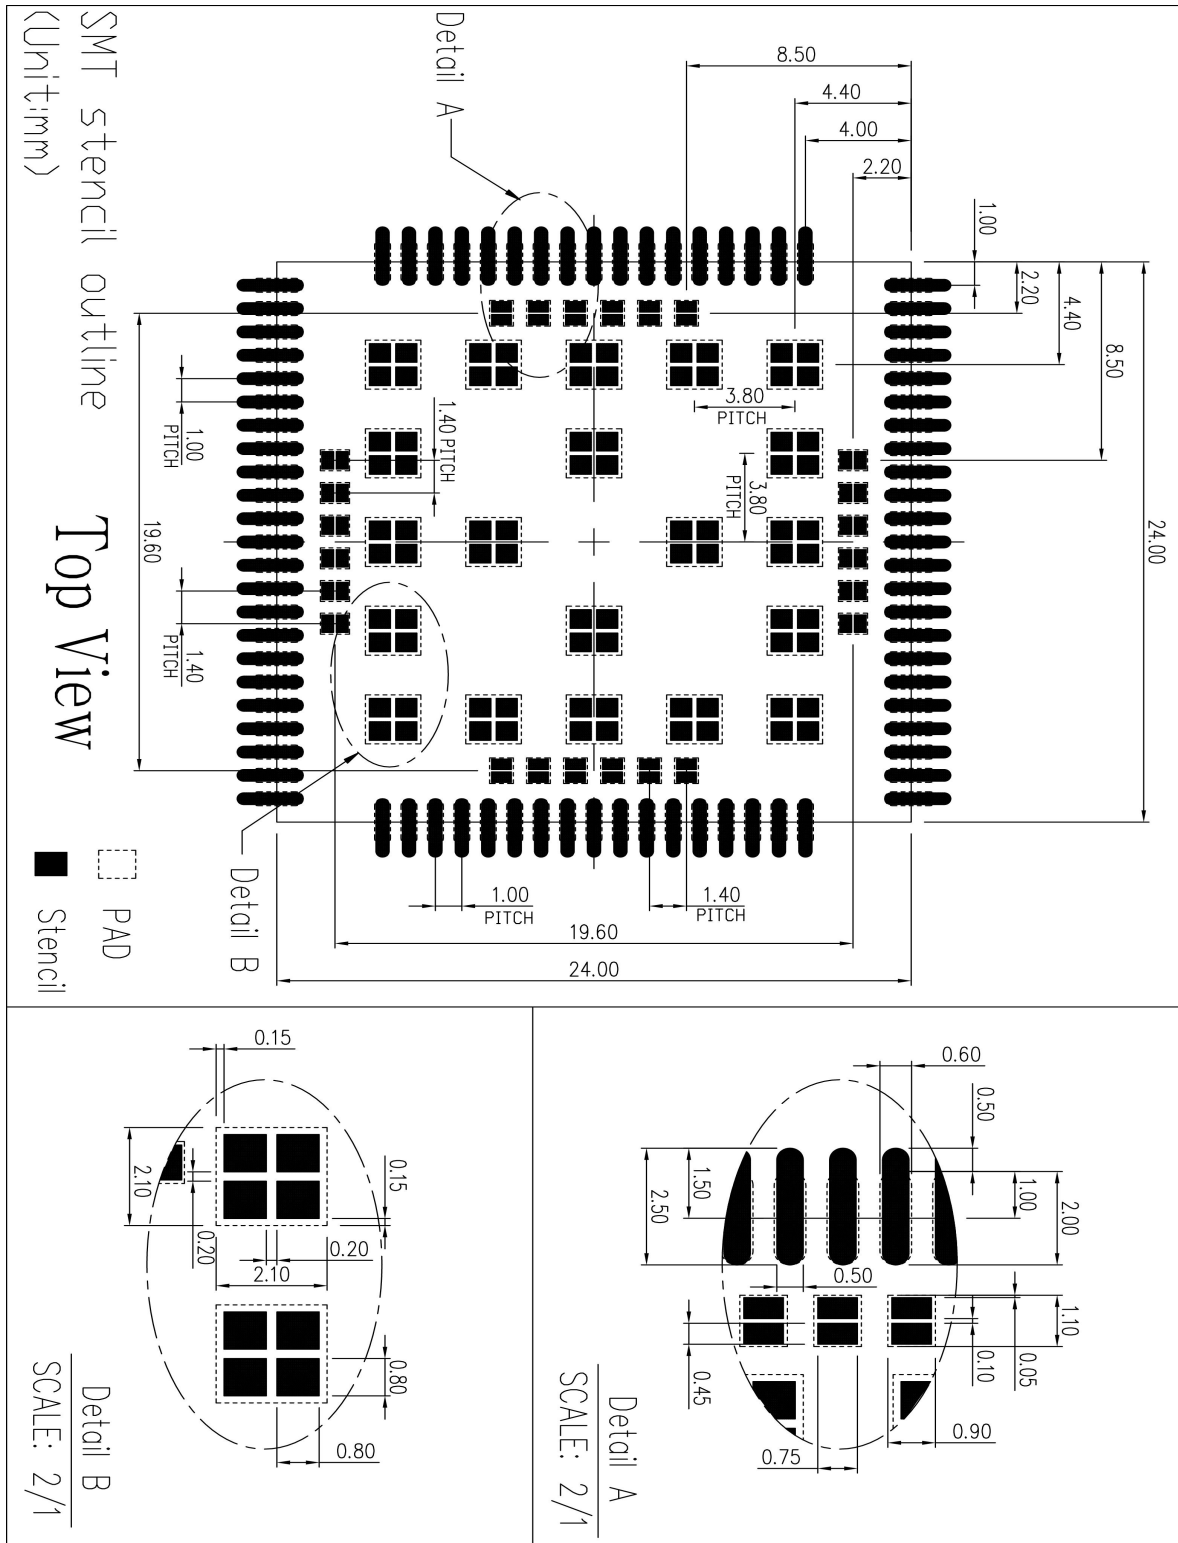 SMT stencil outline
(Unit:mm)
Top View
Detail A
Detail B
PAD
Stencil
8.50
4.40
4.00
2.20
1.00
2.20
4.40
8.50
24.00
3.80
PITCH
3.80
PITCH
1.40 PITCH
1.00
PITCH
19.60
1.40
PITCH
1.00
PITCH
1.40
PITCH
19.60
24.00
0.15
2.10
0.20
0.15
0.20
2.10
0.80
0.80
Detail B
SCALE: 2/1
0.60
0.50
1.00
2.00
1.50
2.50
0.50
1.10
0.05
0.10
0.45
0.90
0.75
Detail A
SCALE: 2/1